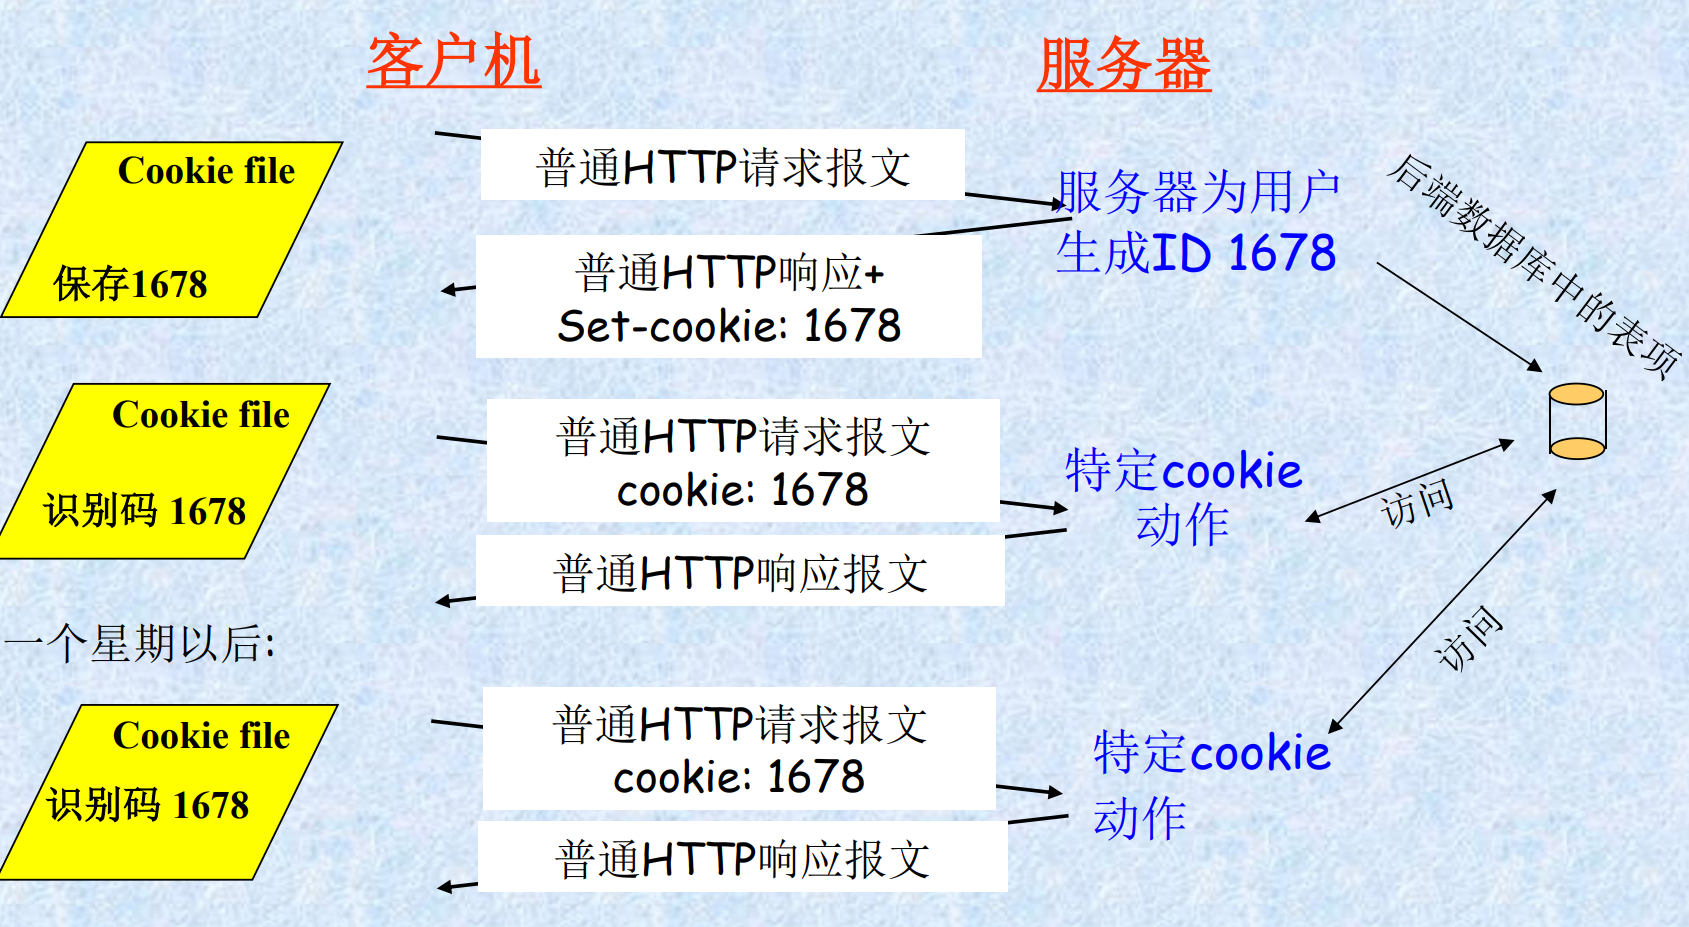 客户机
服务器
Cookie file
保存1678
普通HTTP请求报文
服务器为用户
生成ID 1678
后端数据库中的表项
普通HTTP响应+
Set-cookie: 1678
Cookie file
识别码 1678
普通HTTP请求报文
cookie: 1678
特定cookie
动作
访问
普通HTTP响应报文
一个星期以后:
访问
Cookie file
识别码 1678
普通HTTP请求报文
cookie: 1678
特定cookie
动作
普通HTTP响应报文